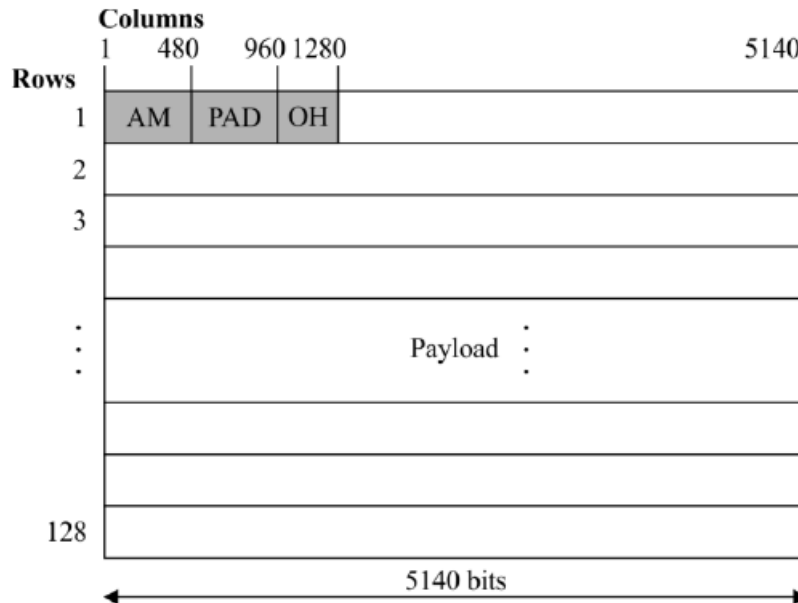 Columns
1 480 960 1280 5140
Rows
1 AM PAD OH
2
3
Payload
128
5140 bits